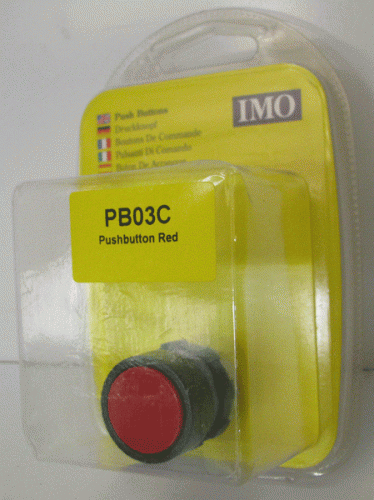 Push Buttons
IMO
Druckknopf
Boutons De Commande
Pulsanti Di Comando
PB03C
Pushbutton Red